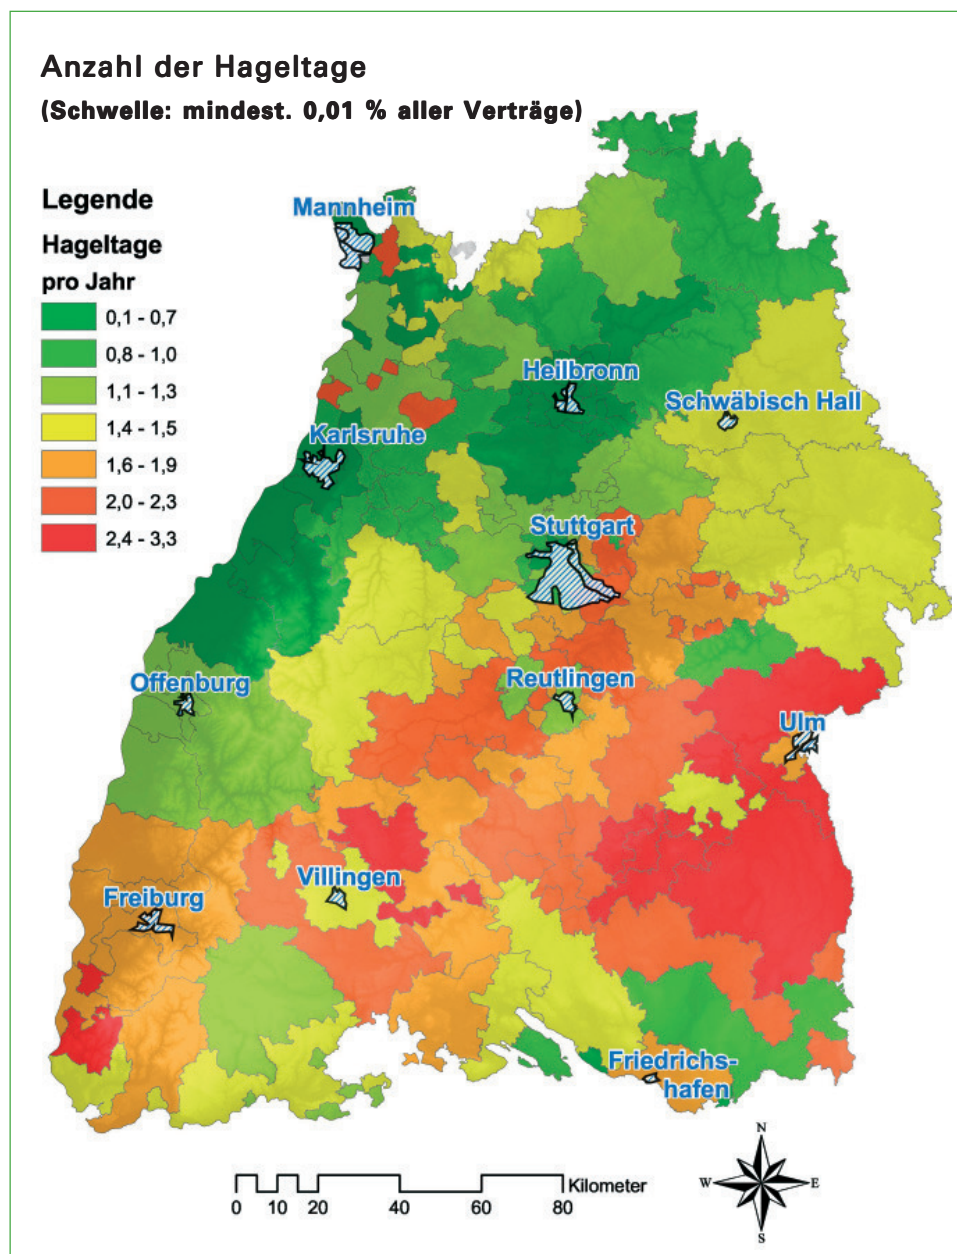 Anzahl der Hageltage
(Schwelle: mindest. 0,01 % aller Verträge)
Legende
Hageltage
pro Jahr
0,1 - 0,7
0,8 - 1,0
1,1 - 1,3
1,4 - 1,5
1,6 - 1,9
2,0 - 2,3
2,4 - 3,3
Mannheim
Heilbronn
Schwäbisch Hall
Karlsruhe
Stuttgart
Offenburg
Reutlingen
Ulm
Villingen
Freiburg
Friedrichs-
hafen
N
W E
S
Kilometer
0 10 20 40 60 80